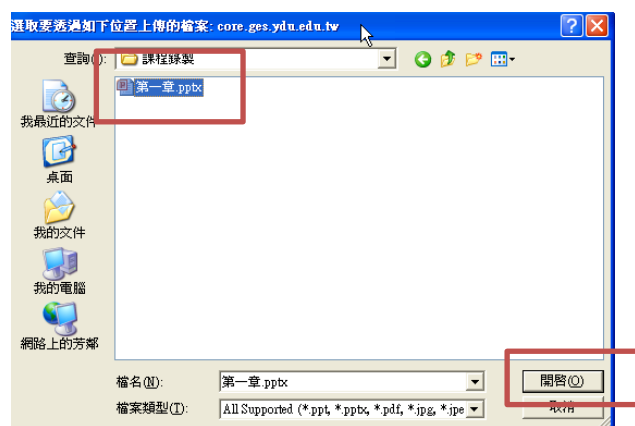 選取要透過如下位置上傳的檔案: core.ges.ydu.edu.tw
查詢(I): 課程錄製
第一章.pptx
我最近的文件
桌面
我的文件
我的電腦
網路上的芳鄰
檔名(N): 第一章.pptx 開啓(O)
檔案類型(T): All Supported (*.ppt, *.pptx, *.pdf, *.jpg, *.jpe 取消